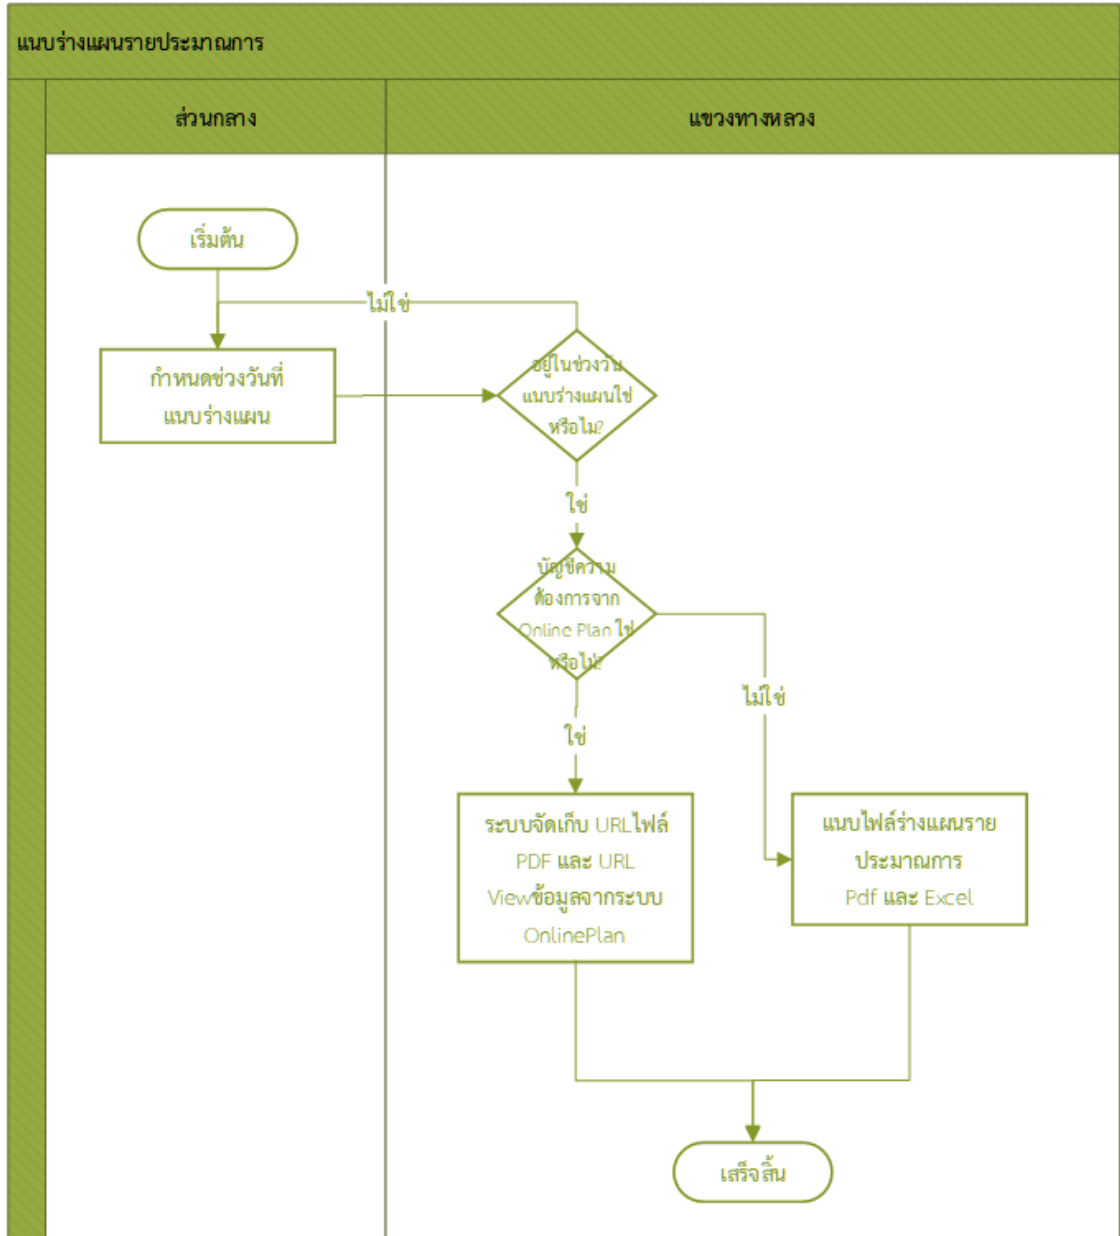 แนบร่างแผนรายประมาณการ
ส่วนกลาง
แขวงทางหลวง
เริ่มต้น
ไม่ใช่
กำหนดช่วงวันที่
แนบร่างแผน
อยู่ในช่วงวัน
แนบร่างแผนใช่
หรือไม่?
ใช่
บัญชีความ
ต้องการจาก
Online Plan ใช่
หรือไม่?
ไม่ใช่
ใช่
ระบบจัดเก็บ URLไฟล์
PDF และ URL
Viewข้อมูลจากระบบ
OnlinePlan
แนบไฟล์ร่างแผนราย
ประมาณการ
Pdf และ Excel
เสร็จสิ้น